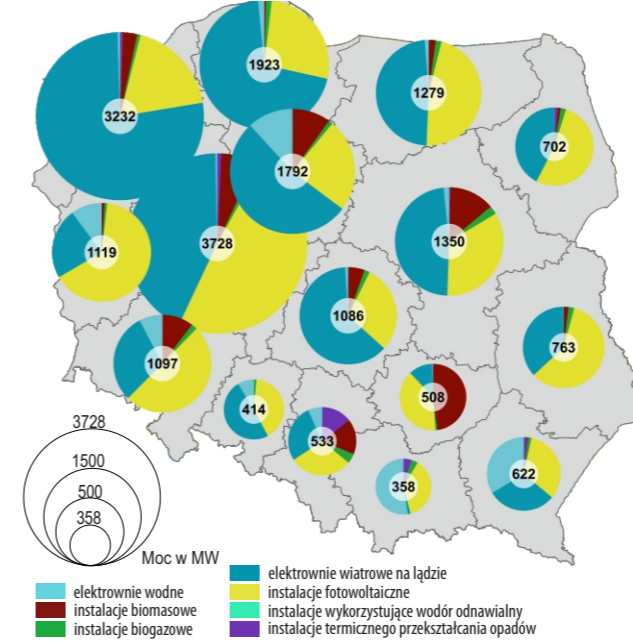 1923
1279
3232
702
1792
3728
1350
1119
1086
763
1097
508
414
533
358
622
3728
1500
500
358
Moc w MW
elektrownie wodne
instalacje biomasowe
instalacje biogazowe
elektrownie wiatrowe na lądzie
instalacje fotowoltaiczne
instalacje wykorzystujące wodór odnawialny
instalacje termicznego przekształcania opadów